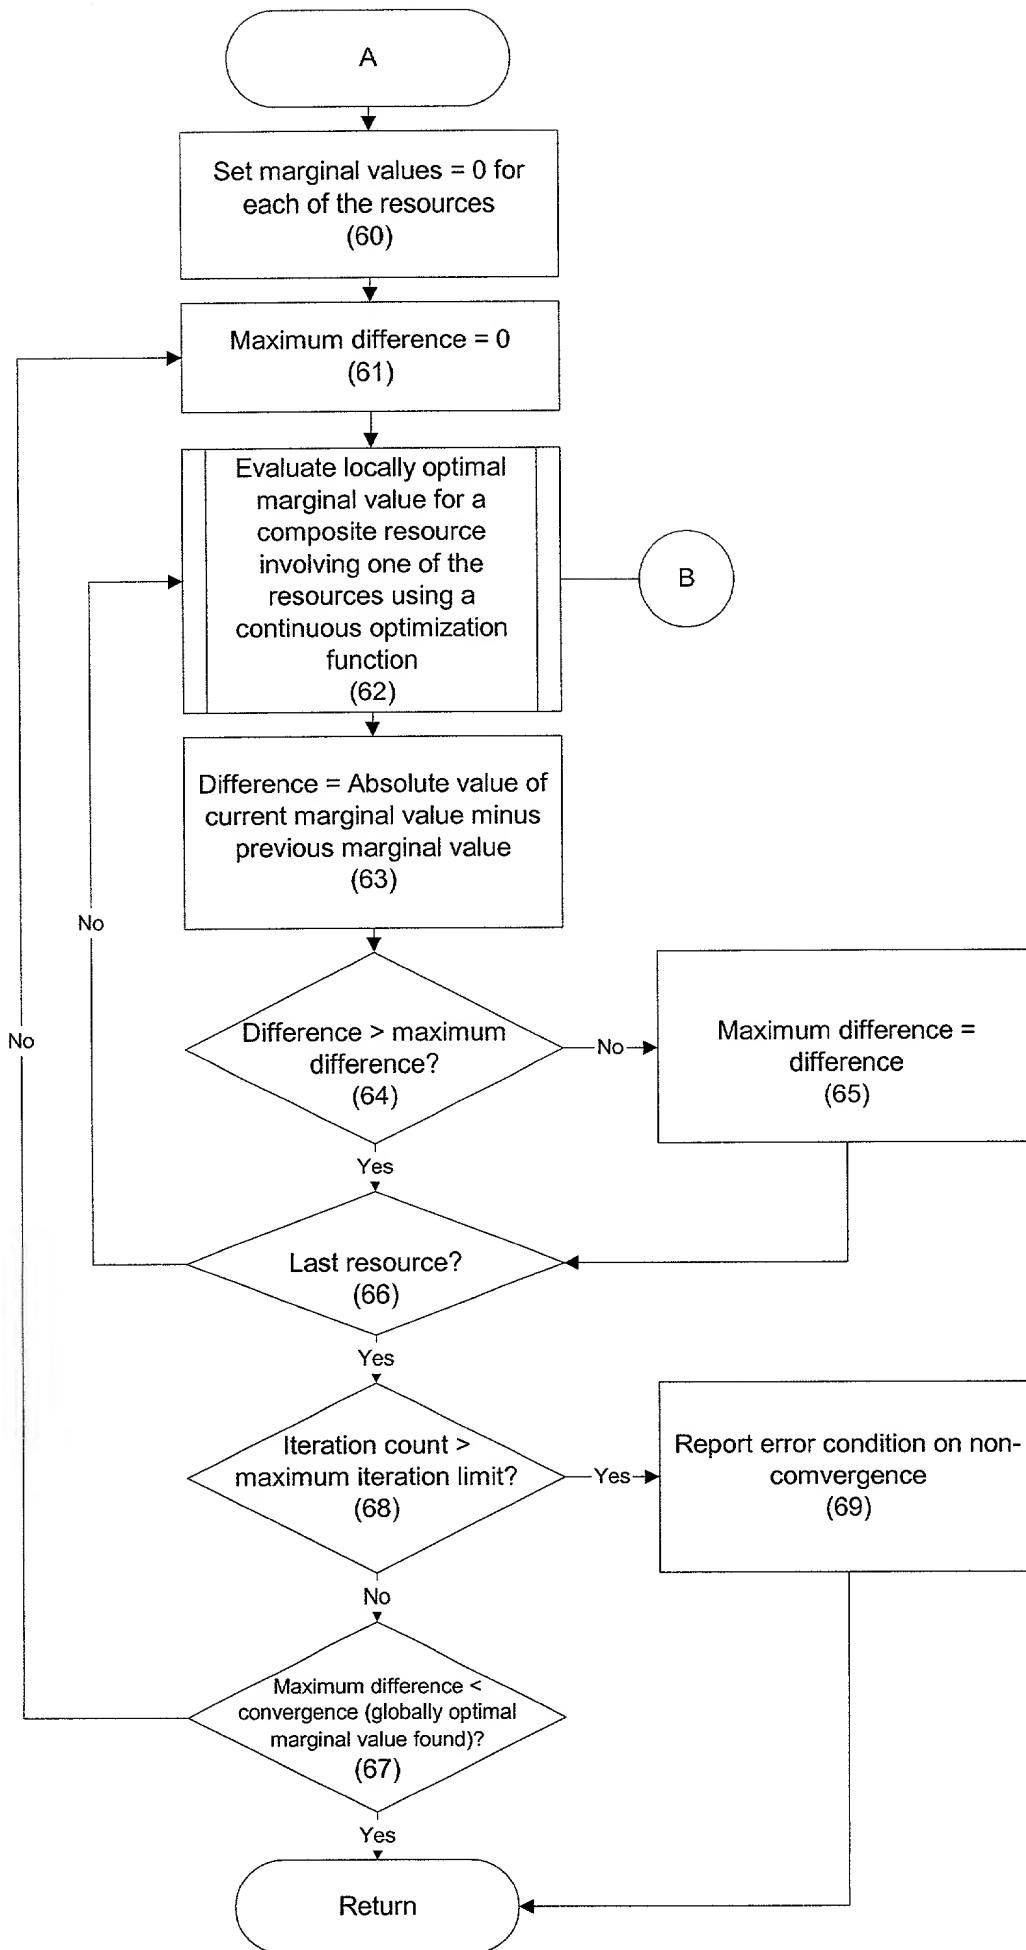 A
Set marginal values = 0 for
each of the resources
(60)
Maximum difference = 0
(61)
Evaluate locally optimal
marginal value for a
composite resource
involving one of the
resources using a
continuous optimization
function
(62)
B
Difference = Absolute value of
current marginal value minus
previous marginal value
(63)
No
No
Difference > maximum
difference?
(64)
No
Maximum difference =
difference
(65)
Yes
Last resource?
(66)
Yes
Iteration count >
maximum iteration limit?
(68)
Yes
Report error condition on non-
comvergence
(69)
No
Maximum difference <
convergence (globally optimal
marginal value found)?
(67)
Yes
Return